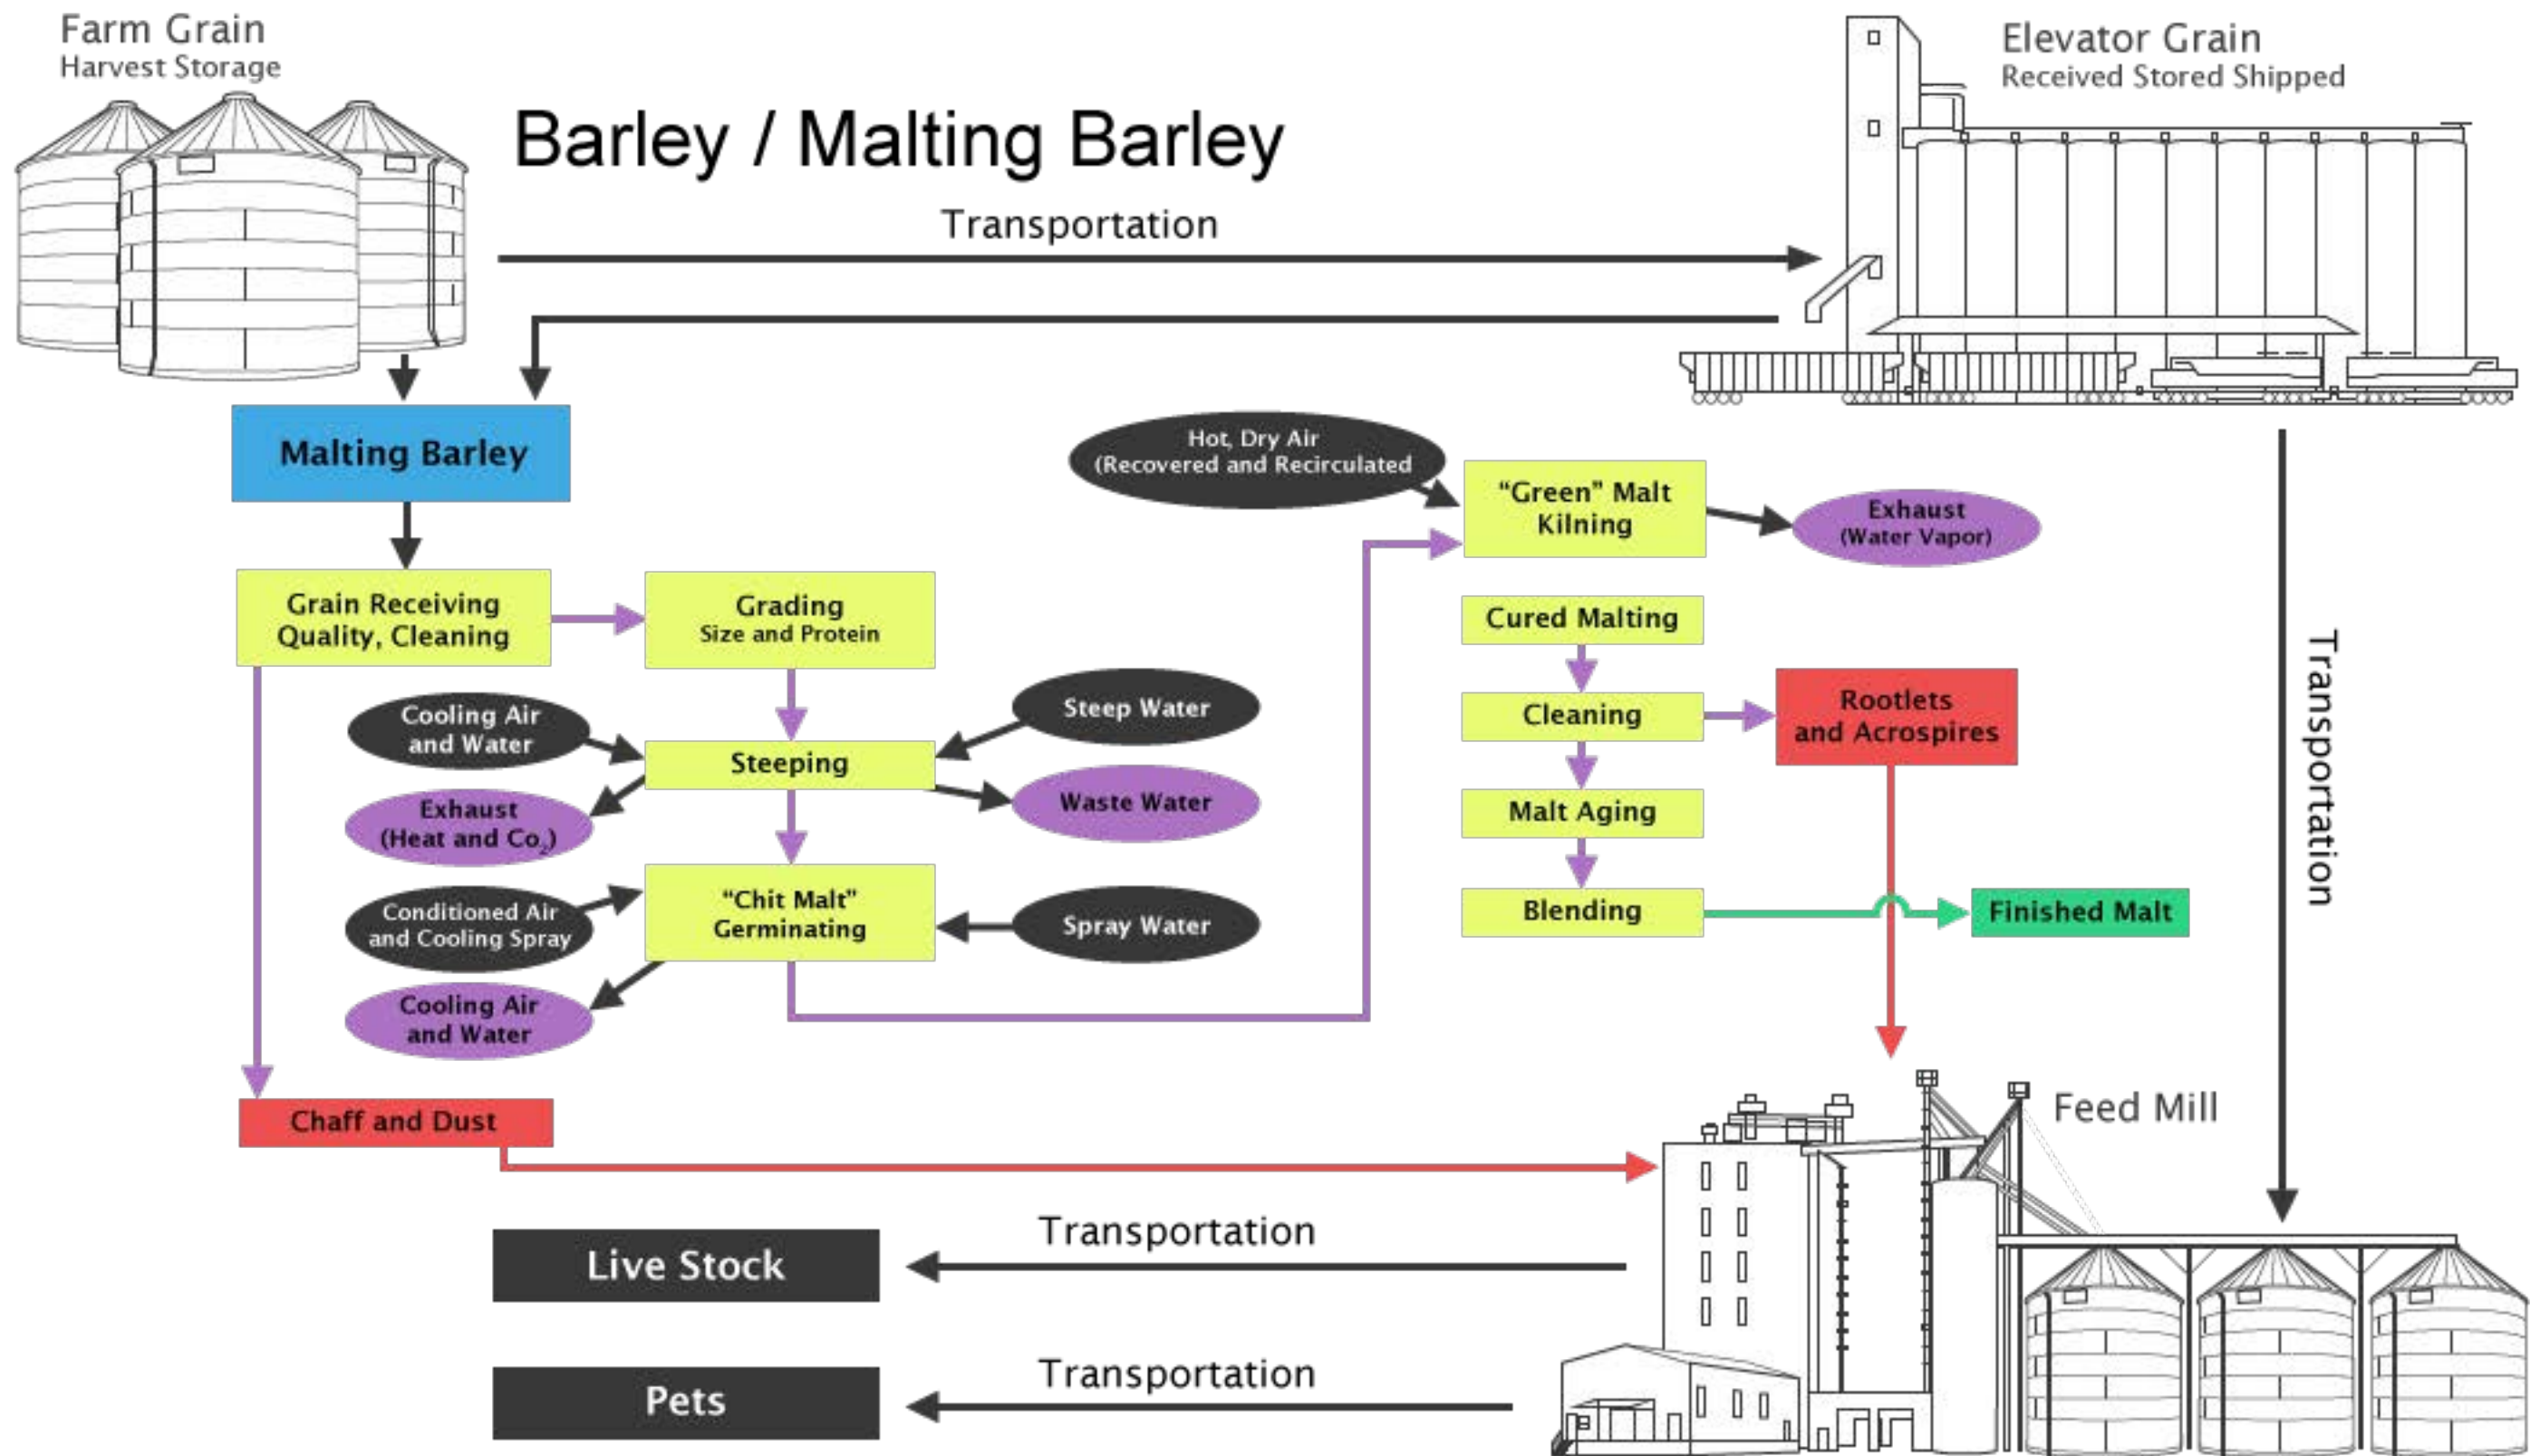 Farm Grain
Harvest Storage
Elevator Grain
Received Stored Shipped
Barley / Malting Barley
Transportation
Malting Barley
Hot, Dry Air
(Recovered and Recirculated
“Green” Malt
Kilning
Exhaust
(Water Vapor)
Grain Receiving
Quality, Cleaning
Grading
Size and Protein
Cured Malting
Cooling Air
and Water
Steep Water
Cleaning
Rootlets
and Acrospires
Transportation
Steeping
Exhaust
(Heat and Co₂)
Waste Water
Malt Aging
Conditioned Air
and Cooling Spray
“Chit Malt”
Germinating
Spray Water
Blending
Finished Malt
Cooling Air
and Water
Chaff and Dust
Feed Mill
Live Stock
Transportation
Pets
Transportation